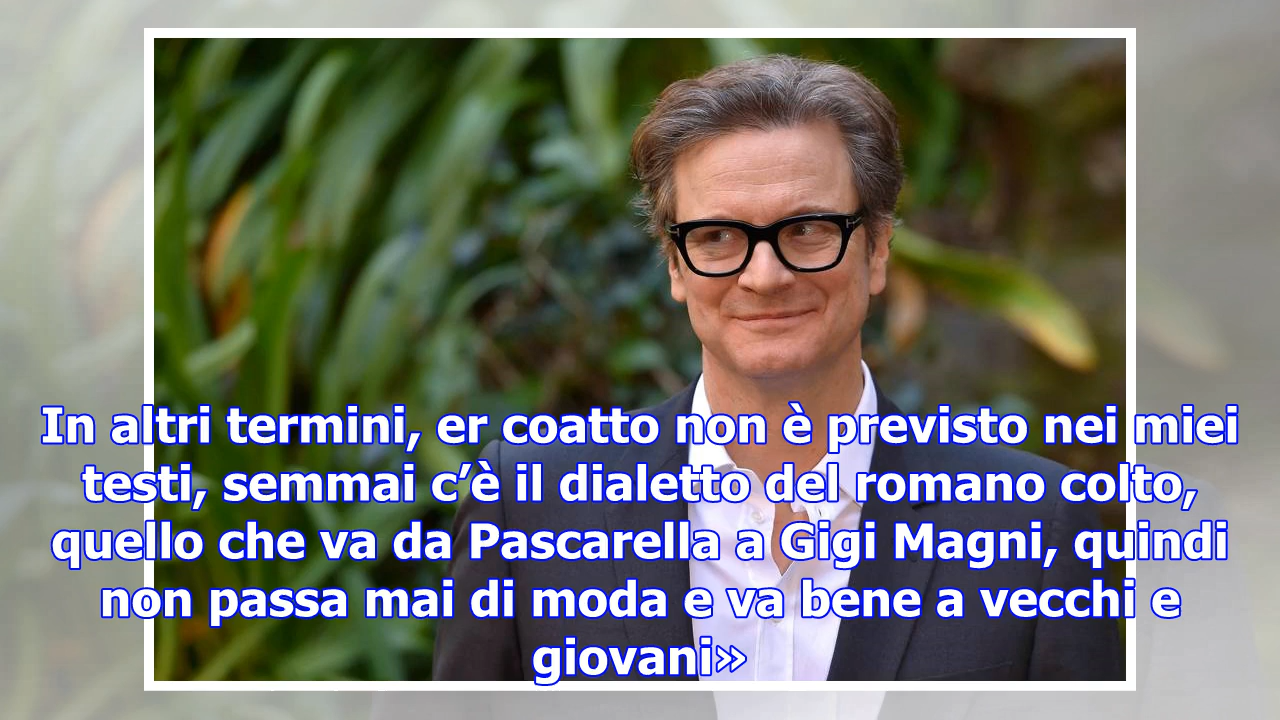 In altri termini, er coatto non è previsto nei miei
testi, semmai c’è il dialetto del romano colto,
quello che va da Pascarella a Gigi Magni, quindi
non passa mai di moda e va bene a vecchi e
giovani»